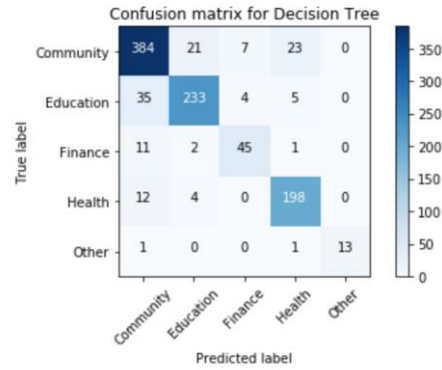 Confusion matrix for Decision Tree
Community 384 21 7 23 0
Education 35 233 4 5 0
Finance 11 2 45 1 0
Health 12 4 0 198 0
Other 1 0 0 1 13
Community Education Finance Health Other
True label
Predicted label
350
300
250
200
150
100
50
0